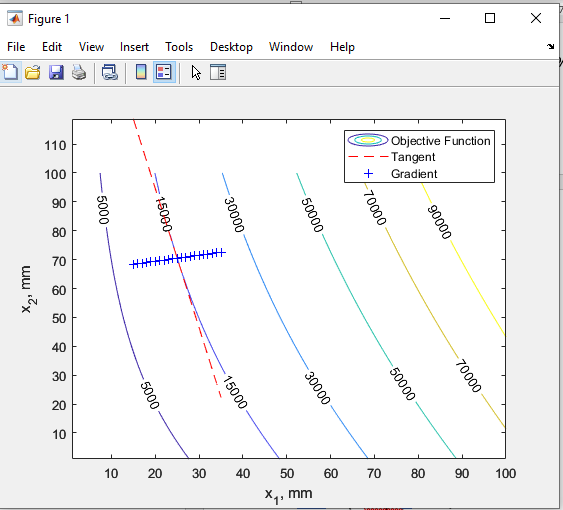 Figure 1
File Edit View Insert Tools Desktop Window Help
Objective Function
Tangent
Gradient
110
100
90
80
70
60
50
40
30
20
10
x2, mm
5000
15000
30000
50000
70000
90000
5000
15000
30000
50000
70000
10 20 30 40 50 60 70 80 90 100
x1, mm